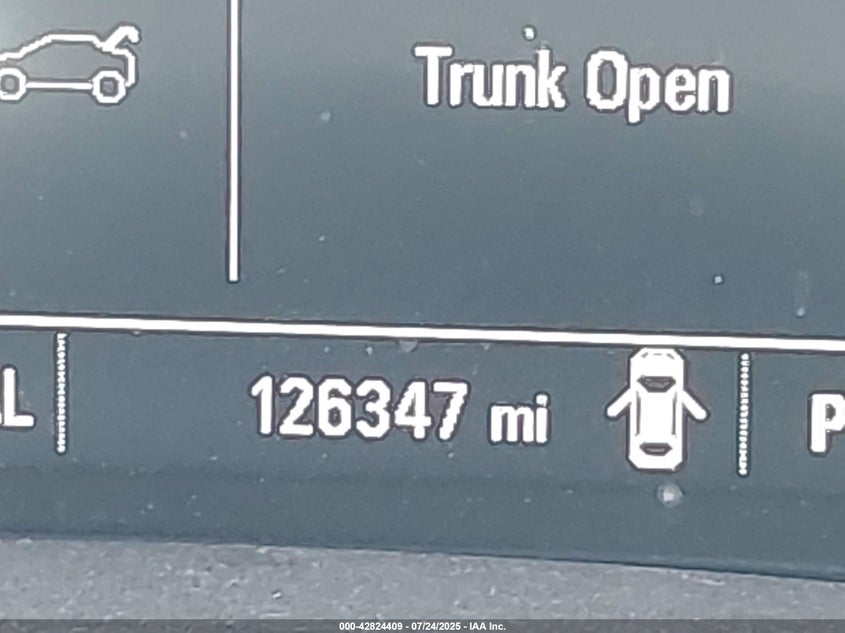 Trunk Open
126347 mi
P
000-42824409 - 07/24/2025 - IAA Inc.